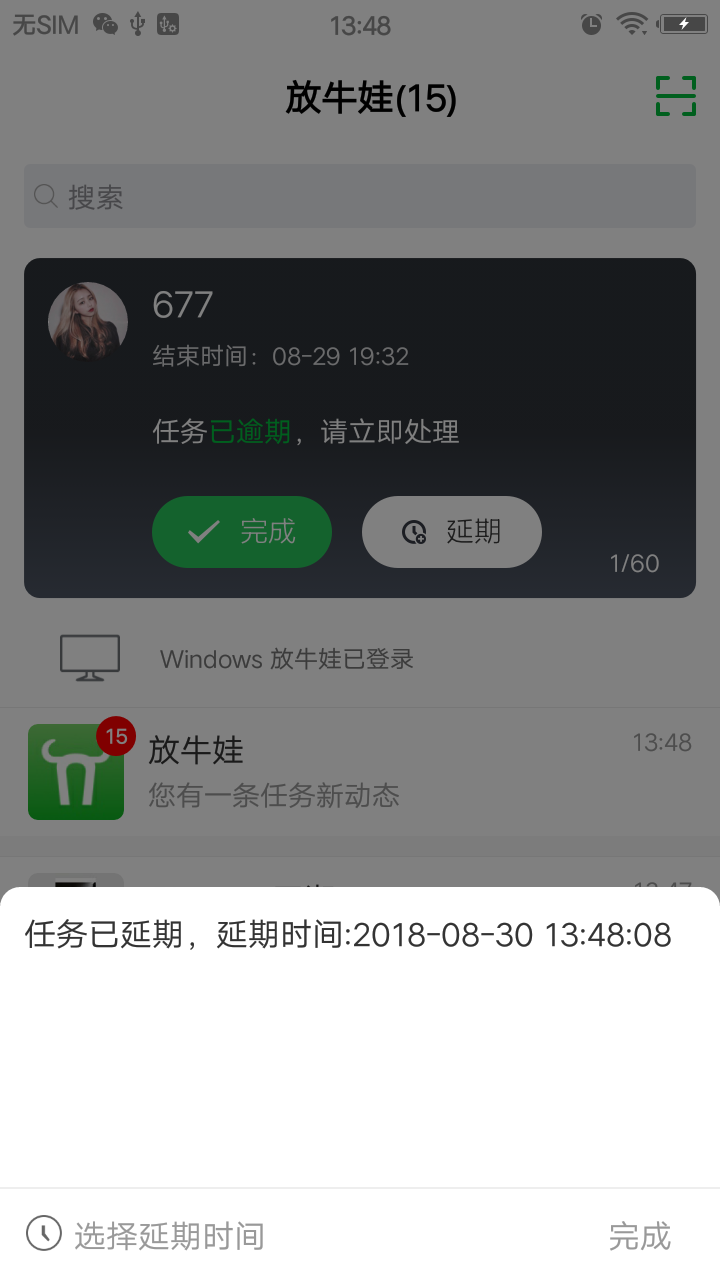 无SIM 13:48
放牛娃(15)
搜索
677
结束时间：08-29 19:32
任务已逾期，请立即处理
完成 延期
1/60
Windows 放牛娃已登录
15
放牛娃 13:48
您有一条任务新动态
任务已延期，延期时间:2018-08-30 13:48:08
选择延期时间 完成